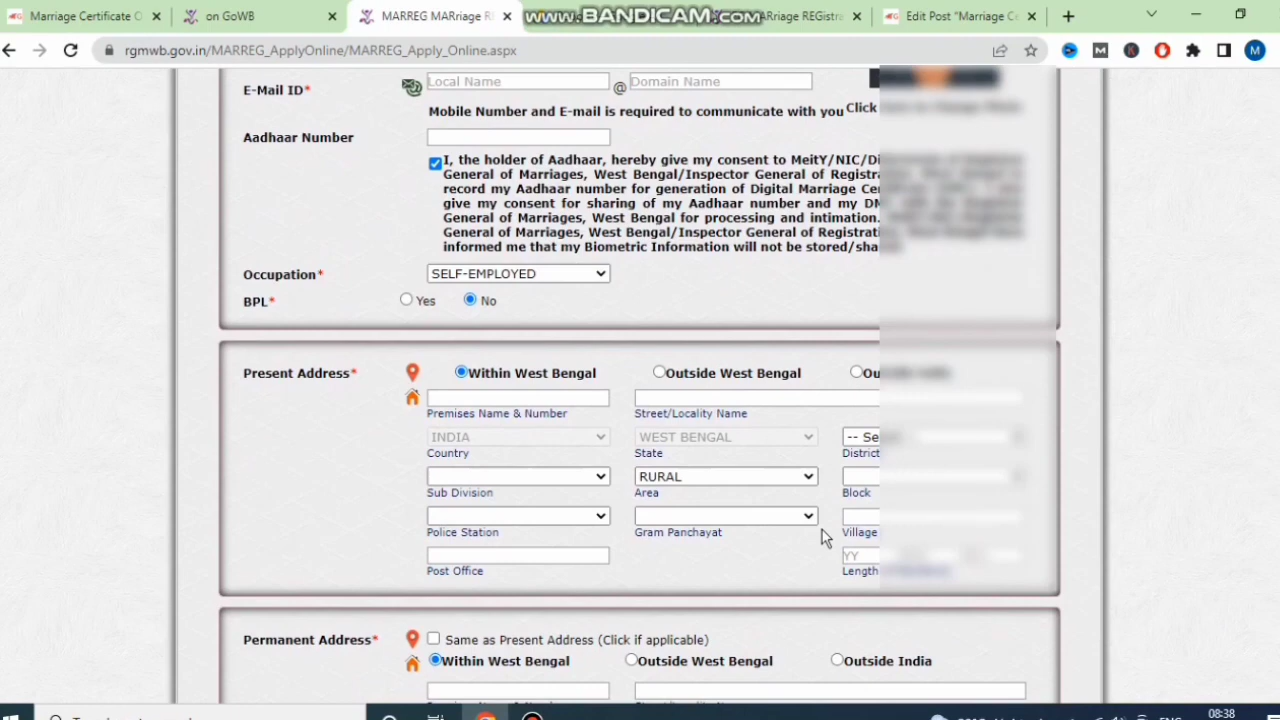 Marriage Certificate O × on GoWB × MARREG MARriage RE × ARriage REGistra × Edit Post "Marriage Ce ×
www.BANDICAM.com
rgmwb.gov.in/MARREG_ApplyOnline/MARREG_Apply_Online.aspx
E-Mail ID* Local Name @ Domain Name
Mobile Number and E-mail is required to communicate with you Click
Aadhaar Number
I, the holder of Aadhaar, hereby give my consent to MeitY/NIC/Di
General of Marriages, West Bengal/Inspector General of Registra
record my Aadhaar number for generation of Digital Marriage Ce
give my consent for sharing of my Aadhaar number and my DM
General of Marriages, West Bengal for processing and intimation.
General of Marriages, West Bengal/Inspector General of Registrati
informed me that my Biometric Information will not be stored/sha
Occupation* SELF-EMPLOYED
BPL* Yes No
Present Address* Within West Bengal Outside West Bengal Ou
Premises Name & Number Street/Locality Name
INDIA WEST BENGAL -- Se
Country State District
RURAL
Sub Division Area Block
Police Station Gram Panchayat Village
YY
Post Office Length
Permanent Address* Same as Present Address (Click if applicable)
Within West Bengal Outside West Bengal Outside India
08:38